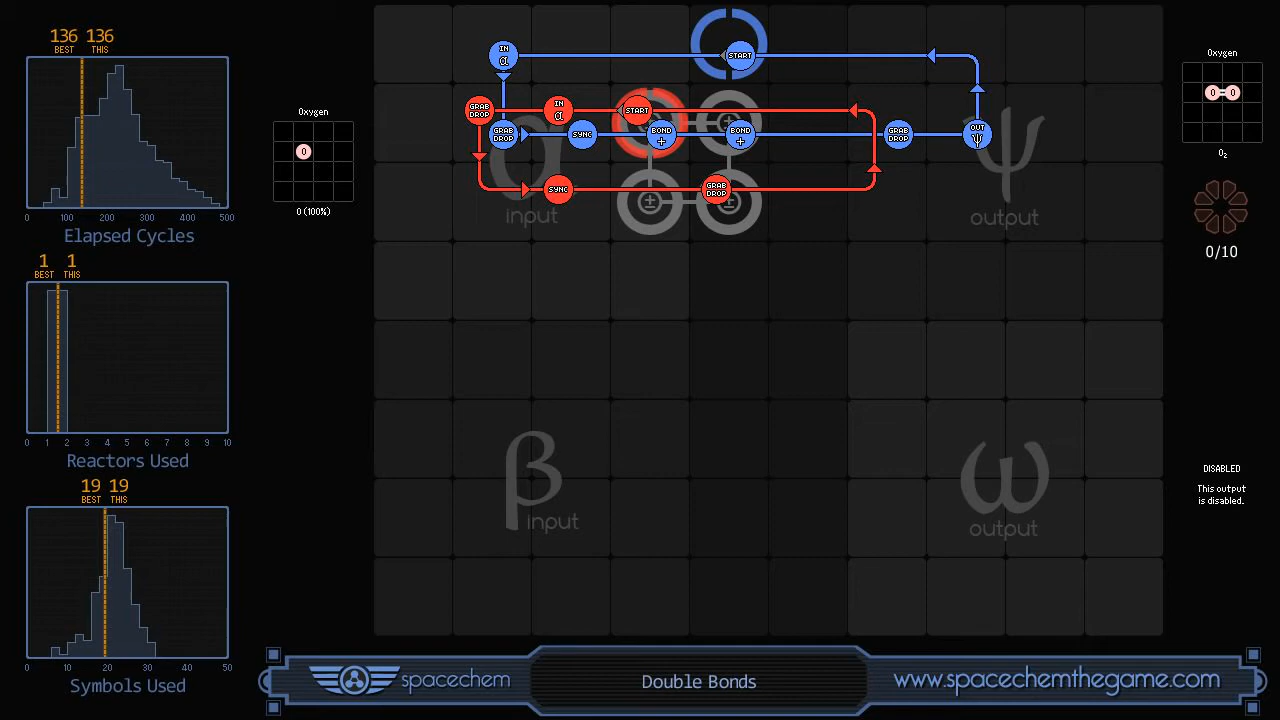 136 136
BEST THIS
0 100 200 300 400 500
Elapsed Cycles
1 1
BEST THIS
0 1 2 3 4 5 6 7 8 9 10
Reactors Used
19 19
BEST THIS
0 10 20 30 40 50
Symbols Used
Oxygen
O
O (100%)
IN
α
START
GRAB
DROP
IN
α
START
GRAB
DROP
SYNC
BOND
+
BOND
+
GRAB
DROP
OUT
ψ
SYNC
GRAB
DROP
α
input
ψ
output
β
input
ω
output
Oxygen
O=O
O₂
0/10
DISABLED
This output
is disabled.
spacechem
Double Bonds
www.spacechemthegame.com